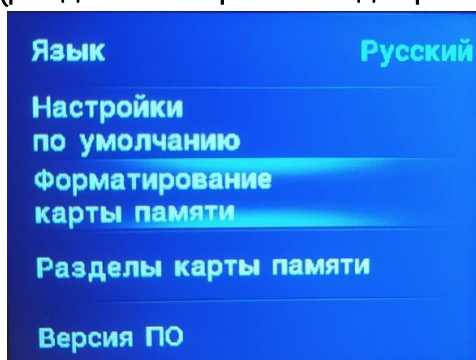 Язык Русский
Настройки
по умолчанию
Форматирование
карты памяти
Разделы карты памяти
Версия ПО